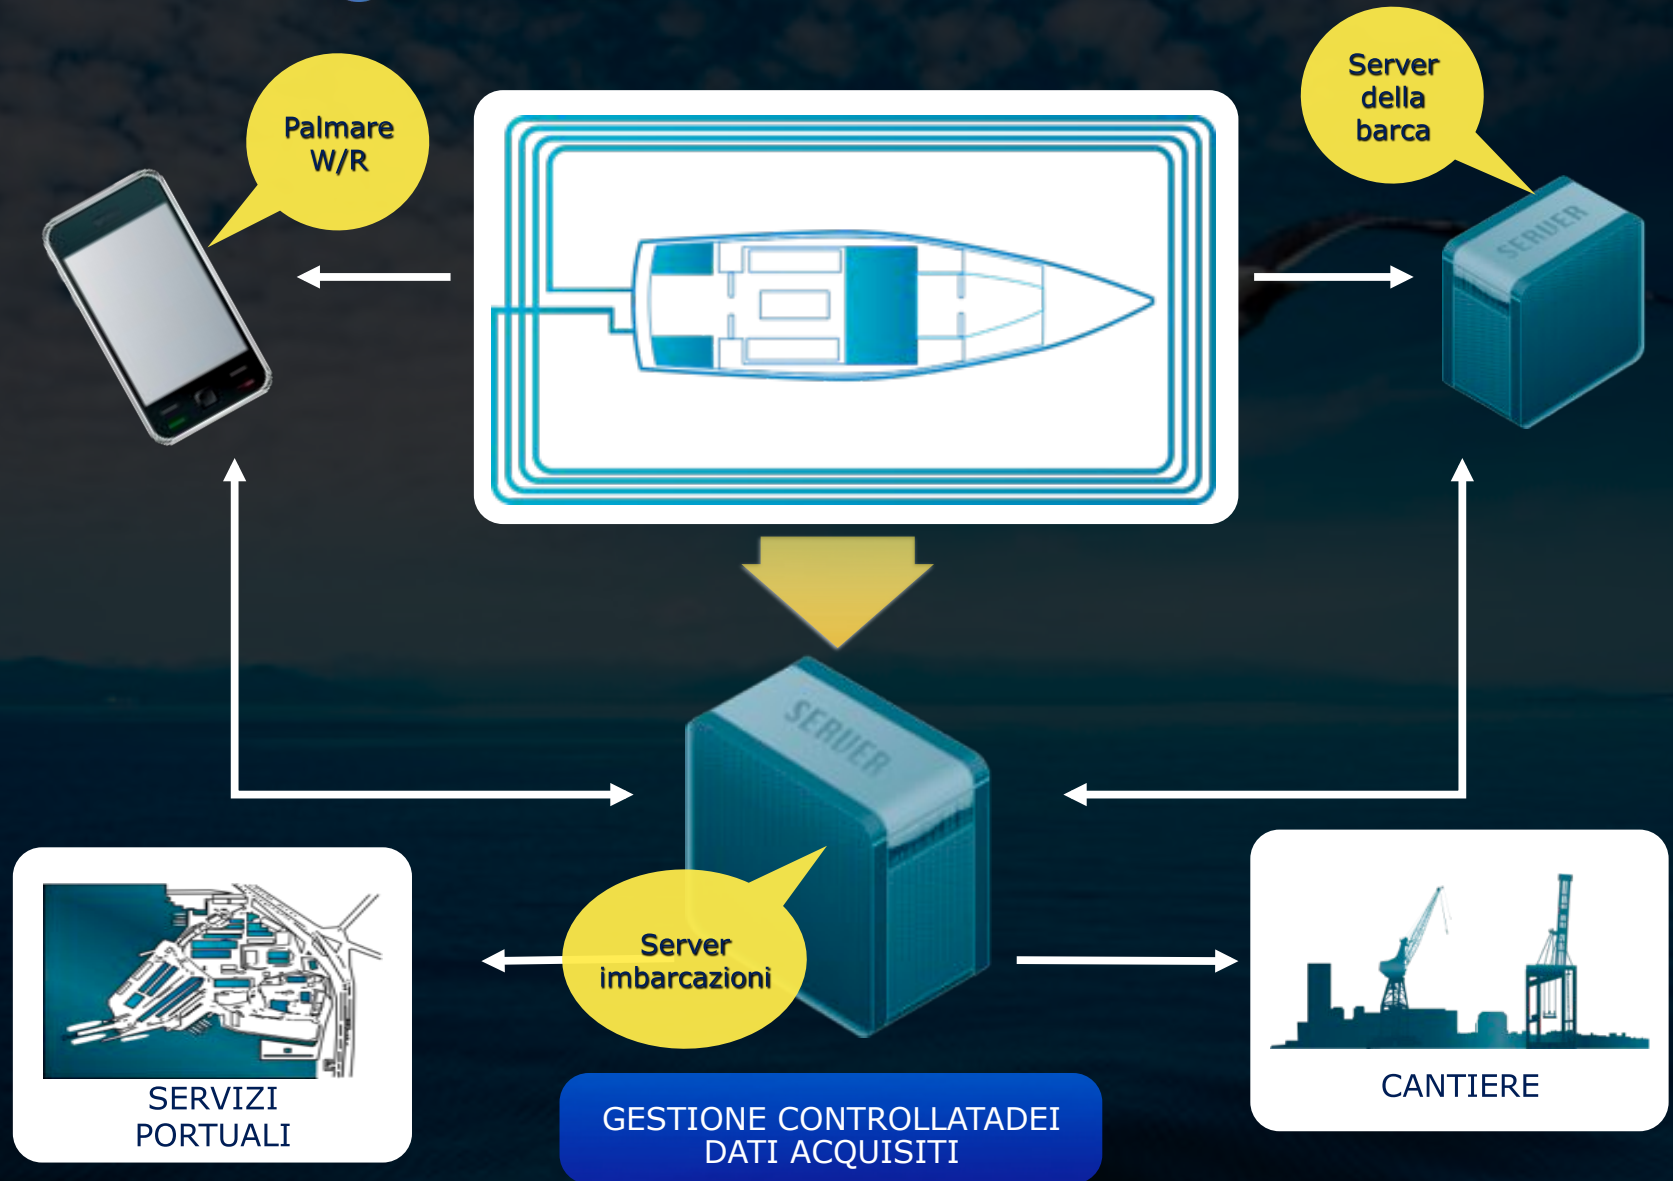 Server
della
barca
Palmare
W/R
SERVER
SERVER
Server
imbarcazioni
SERVIZI
PORTUALI
CANTIERE
GESTIONE CONTROLLATADEI
DATI ACQUISITI